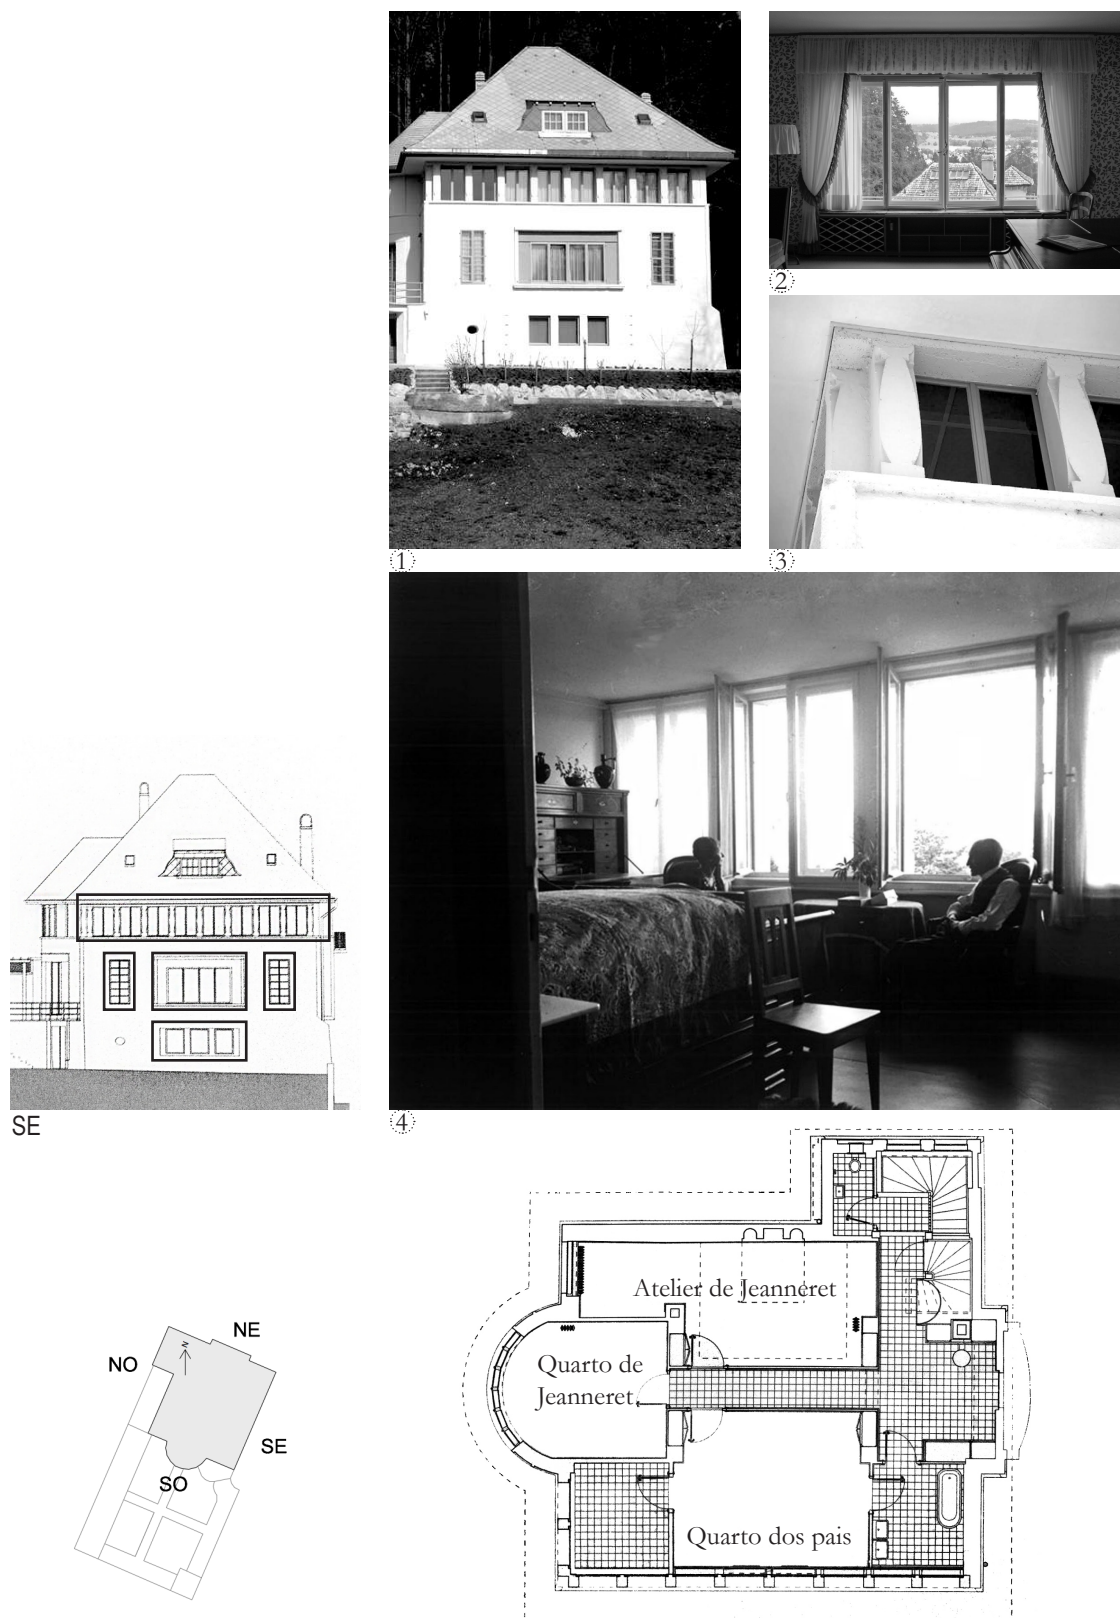 1
2
3
SE
4
Atelier de Jeanneret
Quarto de
Jeanneret
Quarto dos pais
NE
N
NO
SE
SO